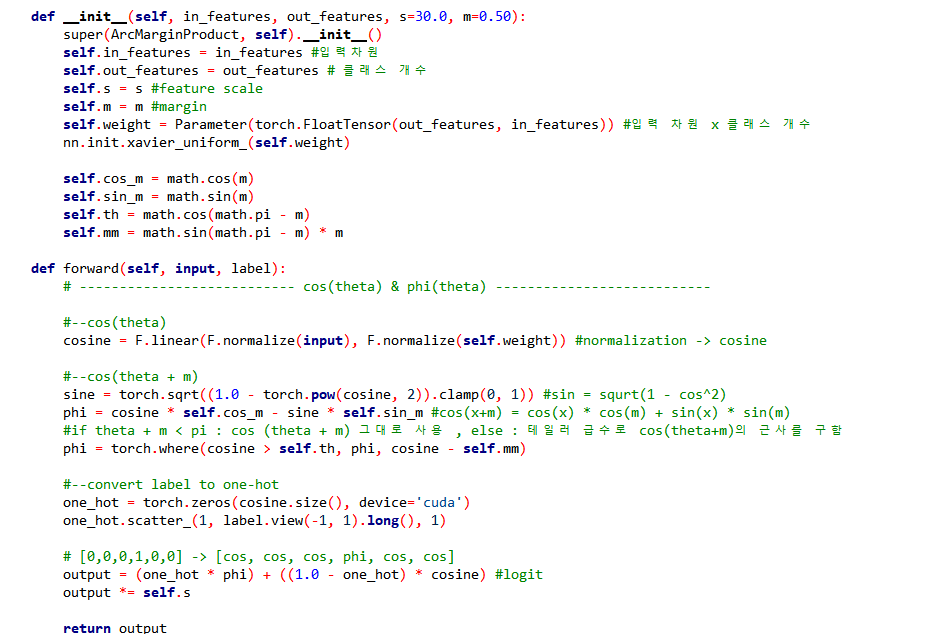 def __init__(self, in_features, out_features, s=30.0, m=0.50):
super(ArcMarginProduct, self).__init__()
self.in_features = in_features #입력차원
self.out_features = out_features # 클래스 개수
self.s = s #feature scale
self.m = m #margin
self.weight = Parameter(torch.FloatTensor(out_features, in_features)) #입력 차원 x 클래스 개수
nn.init.xavier_uniform_(self.weight)
self.cos_m = math.cos(m)
self.sin_m = math.sin(m)
self.th = math.cos(math.pi - m)
self.mm = math.sin(math.pi - m) * m
def forward(self, input, label):
# --------------------------- cos(theta) & phi(theta) ---------------------------
#--cos(theta)
cosine = F.linear(F.normalize(input), F.normalize(self.weight)) #normalization -> cosine
#--cos(theta + m)
sine = torch.sqrt((1.0 - torch.pow(cosine, 2)).clamp(0, 1)) #sin = squrt(1 - cos^2)
phi = cosine * self.cos_m - sine * self.sin_m #cos(x+m) = cos(x) * cos(m) + sin(x) * sin(m)
#if theta + m < pi : cos (theta + m) 그대로 사용 , else : 테일러 급수로 cos(theta+m)의 근사를 구함
phi = torch.where(cosine > self.th, phi, cosine - self.mm)
#--convert label to one-hot
one_hot = torch.zeros(cosine.size(), device='cuda')
one_hot.scatter_(1, label.view(-1, 1).long(), 1)
# [0,0,0,1,0,0] -> [cos, cos, cos, phi, cos, cos]
output = (one_hot * phi) + ((1.0 - one_hot) * cosine) #logit
output *= self.s
return output